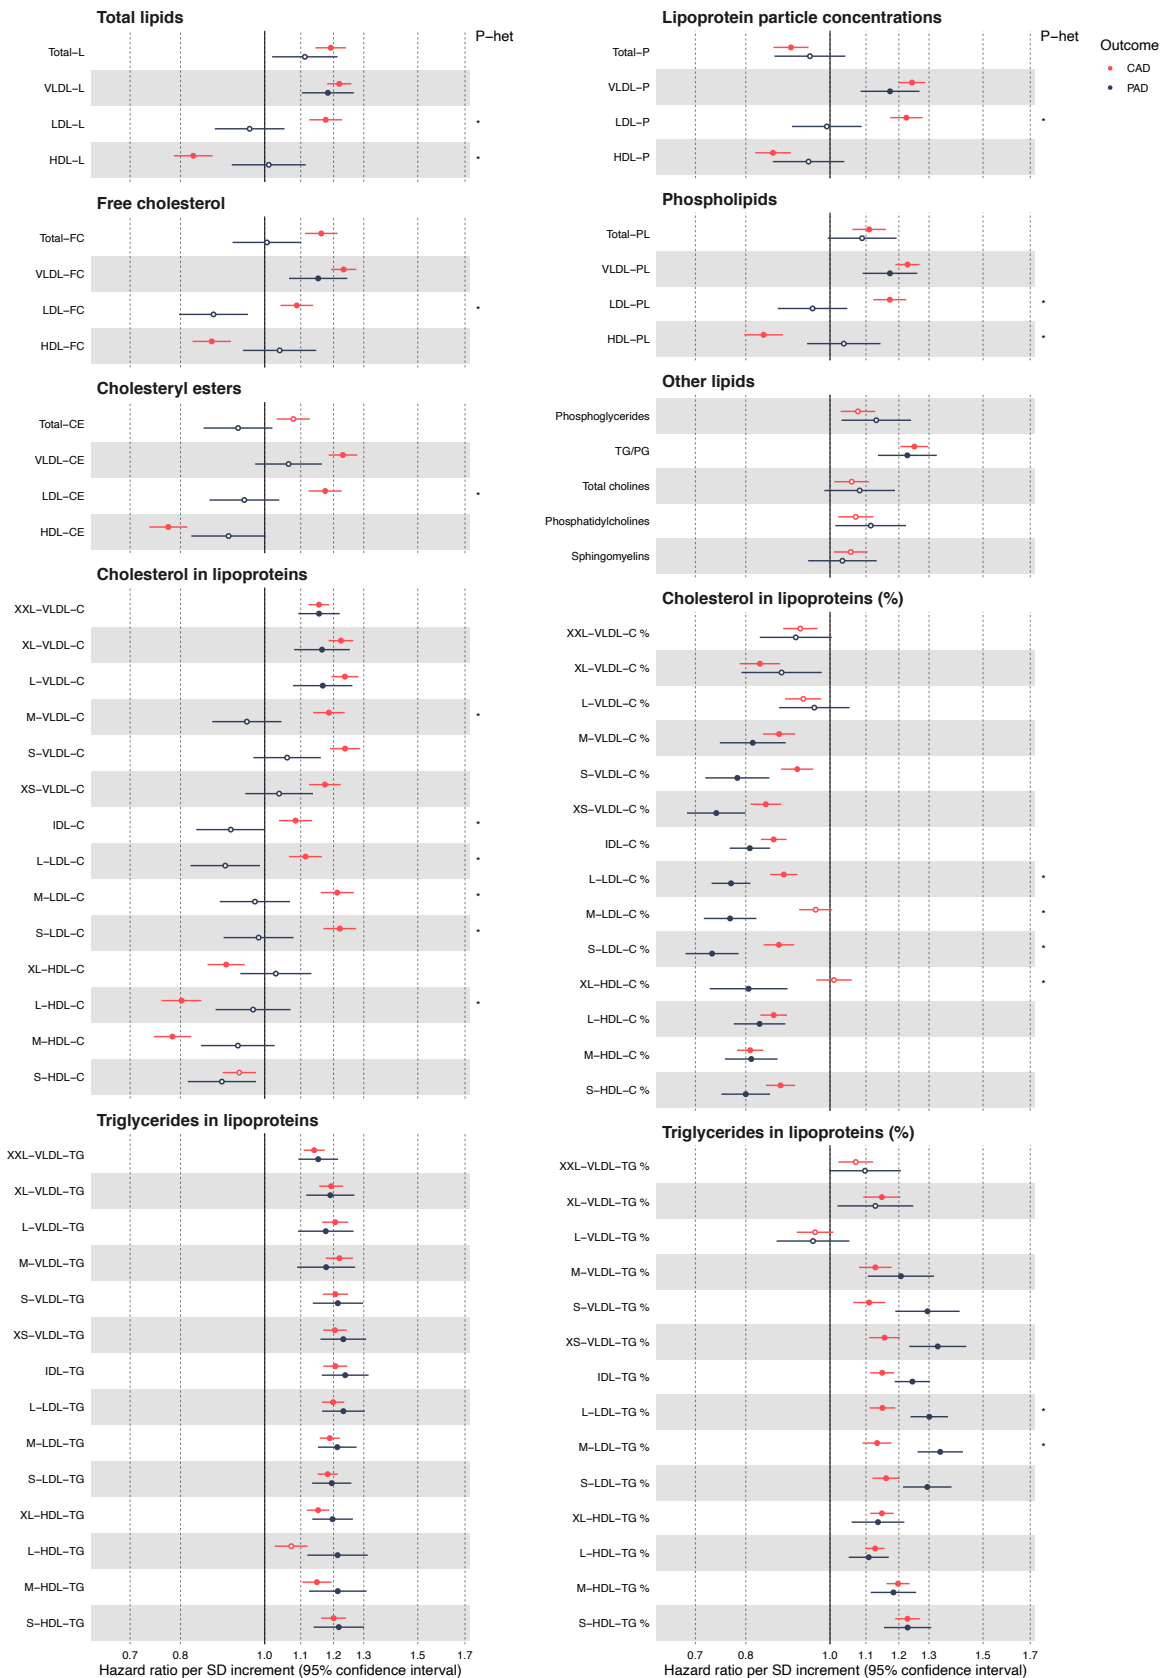 Total lipids
P−het
Total−L
VLDL−L
LDL−L *
HDL−L *
Free cholesterol
Total−FC
VLDL−FC
LDL−FC *
HDL−FC
Cholesteryl esters
Total−CE
VLDL−CE
LDL−CE *
HDL−CE
Cholesterol in lipoproteins
XXL−VLDL−C
XL−VLDL−C
L−VLDL−C
M−VLDL−C *
S−VLDL−C
XS−VLDL−C
IDL−C *
L−LDL−C *
M−LDL−C *
S−LDL−C *
XL−HDL−C
L−HDL−C *
M−HDL−C
S−HDL−C
Triglycerides in lipoproteins
XXL−VLDL−TG
XL−VLDL−TG
L−VLDL−TG
M−VLDL−TG
S−VLDL−TG
XS−VLDL−TG
IDL−TG
L−LDL−TG
M−LDL−TG
S−LDL−TG
XL−HDL−TG
L−HDL−TG
M−HDL−TG
S−HDL−TG
0.7 0.8 1.0 1.1 1.2 1.3 1.5 1.7
Hazard ratio per SD increment (95% confidence interval)
Lipoprotein particle concentrations
P−het
Total−P
VLDL−P
LDL−P *
HDL−P
Phospholipids
Total−PL
VLDL−PL
LDL−PL *
HDL−PL *
Other lipids
Phosphoglycerides
TG/PG
Total cholines
Phosphatidylcholines
Sphingomyelins
Cholesterol in lipoproteins (%)
XXL−VLDL−C %
XL−VLDL−C %
L−VLDL−C %
M−VLDL−C %
S−VLDL−C %
XS−VLDL−C %
IDL−C %
L−LDL−C % *
M−LDL−C % *
S−LDL−C % *
XL−HDL−C % *
L−HDL−C %
M−HDL−C %
S−HDL−C %
Triglycerides in lipoproteins (%)
XXL−VLDL−TG %
XL−VLDL−TG %
L−VLDL−TG %
M−VLDL−TG %
S−VLDL−TG %
XS−VLDL−TG %
IDL−TG %
L−LDL−TG % *
M−LDL−TG % *
S−LDL−TG %
XL−HDL−TG %
L−HDL−TG %
M−HDL−TG %
S−HDL−TG %
0.7 0.8 1.0 1.1 1.2 1.3 1.5 1.7
Hazard ratio per SD increment (95% confidence interval)
Outcome
CAD
PAD